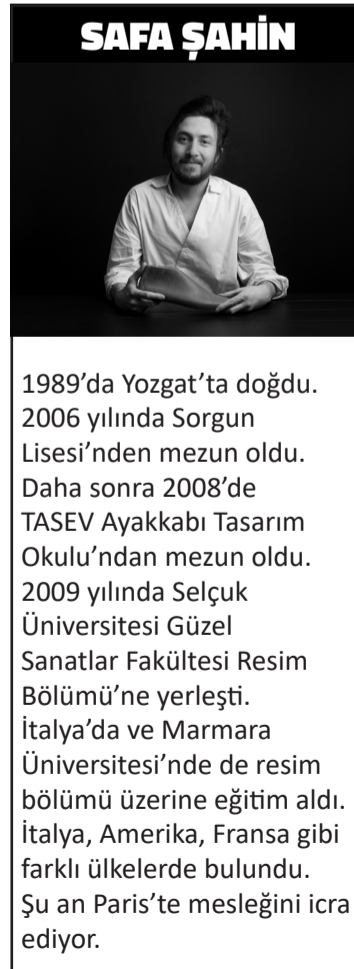 SAFA ŞAHİN
1989’da Yozgat’ta doğdu.
2006 yılında Sorgun
Lisesi’nden mezun oldu.
Daha sonra 2008’de
TASEV Ayakkabı Tasarım
Okulu’ndan mezun oldu.
2009 yılında Selçuk
Üniversitesi Güzel
Sanatlar Fakültesi Resim
Bölümü’ne yerleşti.
İtalya’da ve Marmara
Üniversitesi’nde de resim
bölümü üzerine eğitim aldı.
İtalya, Amerika, Fransa gibi
farklı ülkelerde bulundu.
Şu an Paris’te mesleğini icra
ediyor.